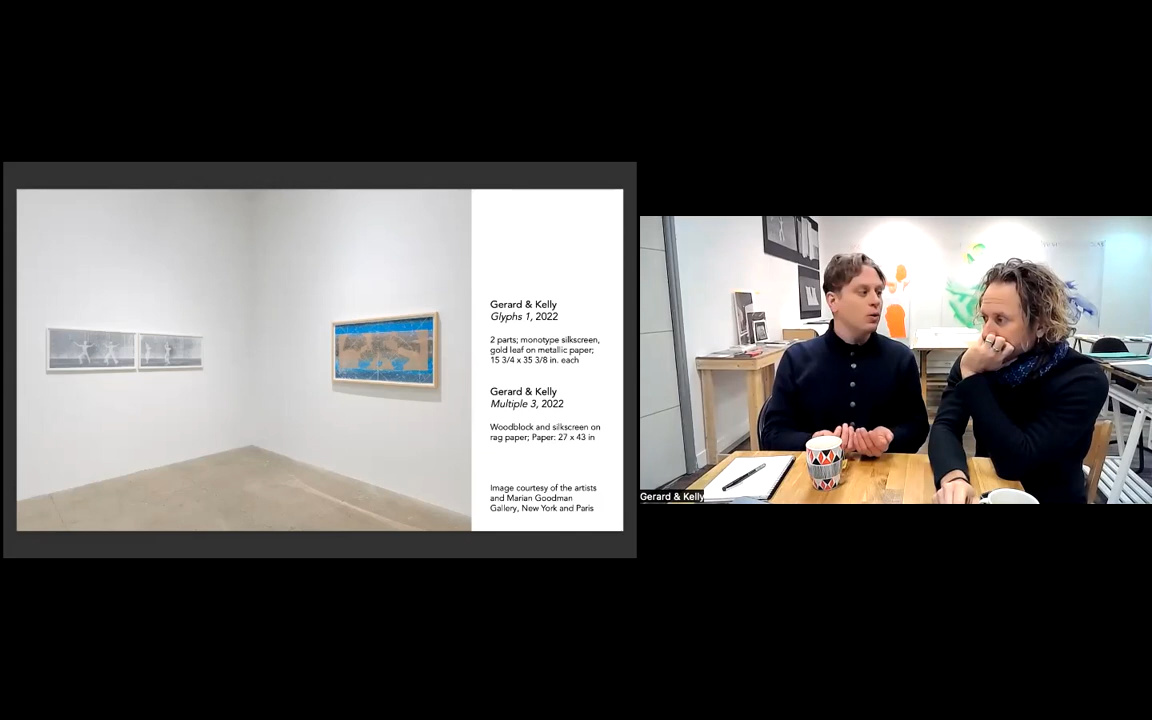 Gerard & Kelly
Glyphs 1, 2022
2 parts; monotype silkscreen,
gold leaf on metallic paper;
15 3/4 x 35 3/8 in. each
Gerard & Kelly
Multiple 3, 2022
Woodblock and silkscreen on
rag paper; Paper: 27 x 43 in
Image courtesy of the artists
and Marian Goodman
Gallery, New York and Paris
Gerard & Kelly